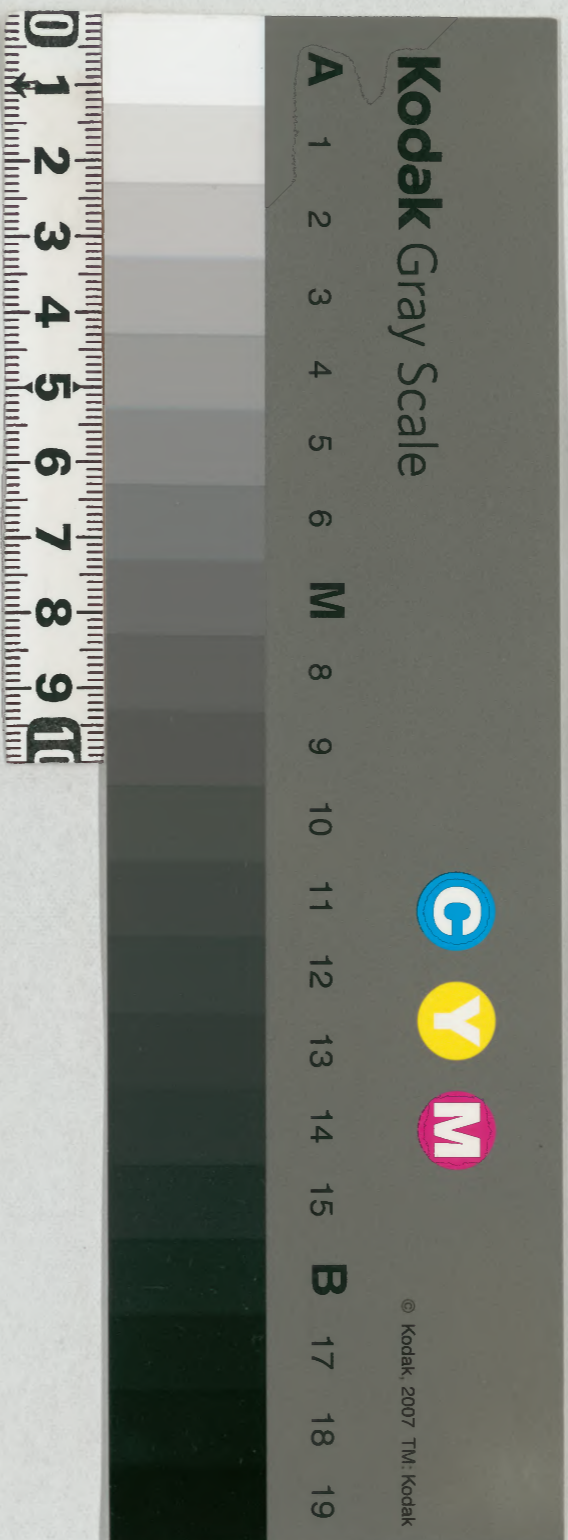 Kodak Gray Scale
C Y M
© Kodak, 2007 TM: Kodak
A 1 2 3 4 5 6 M 8 9 10 11 12 13 14 15 B 17 18 19
0 1 2 3 4 5 6 7 8 9 10